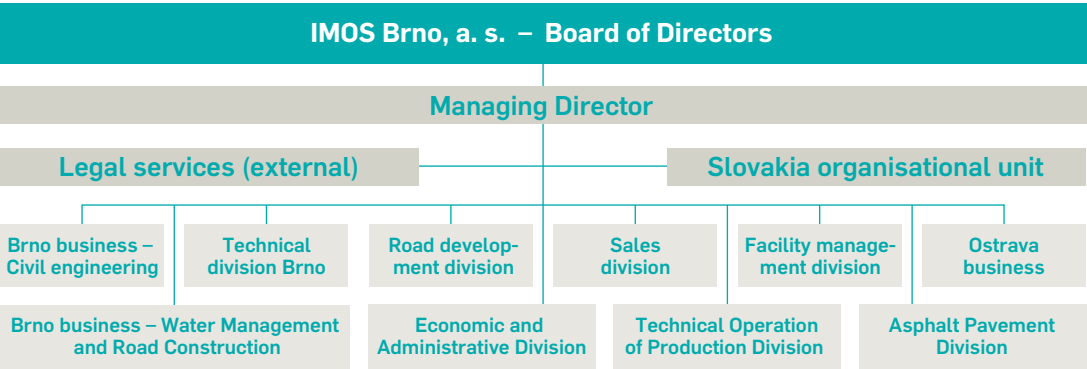 IMOS Brno, a. s. – Board of Directors
Managing Director
Legal services (external)
Slovakia organisational unit
Brno business –
Civil engineering
Technical
division Brno
Road develop-
ment division
Sales
division
Facility manage-
ment division
Ostrava
business
Brno business – Water Management
and Road Construction
Economic and
Administrative Division
Technical Operation
of Production Division
Asphalt Pavement
Division